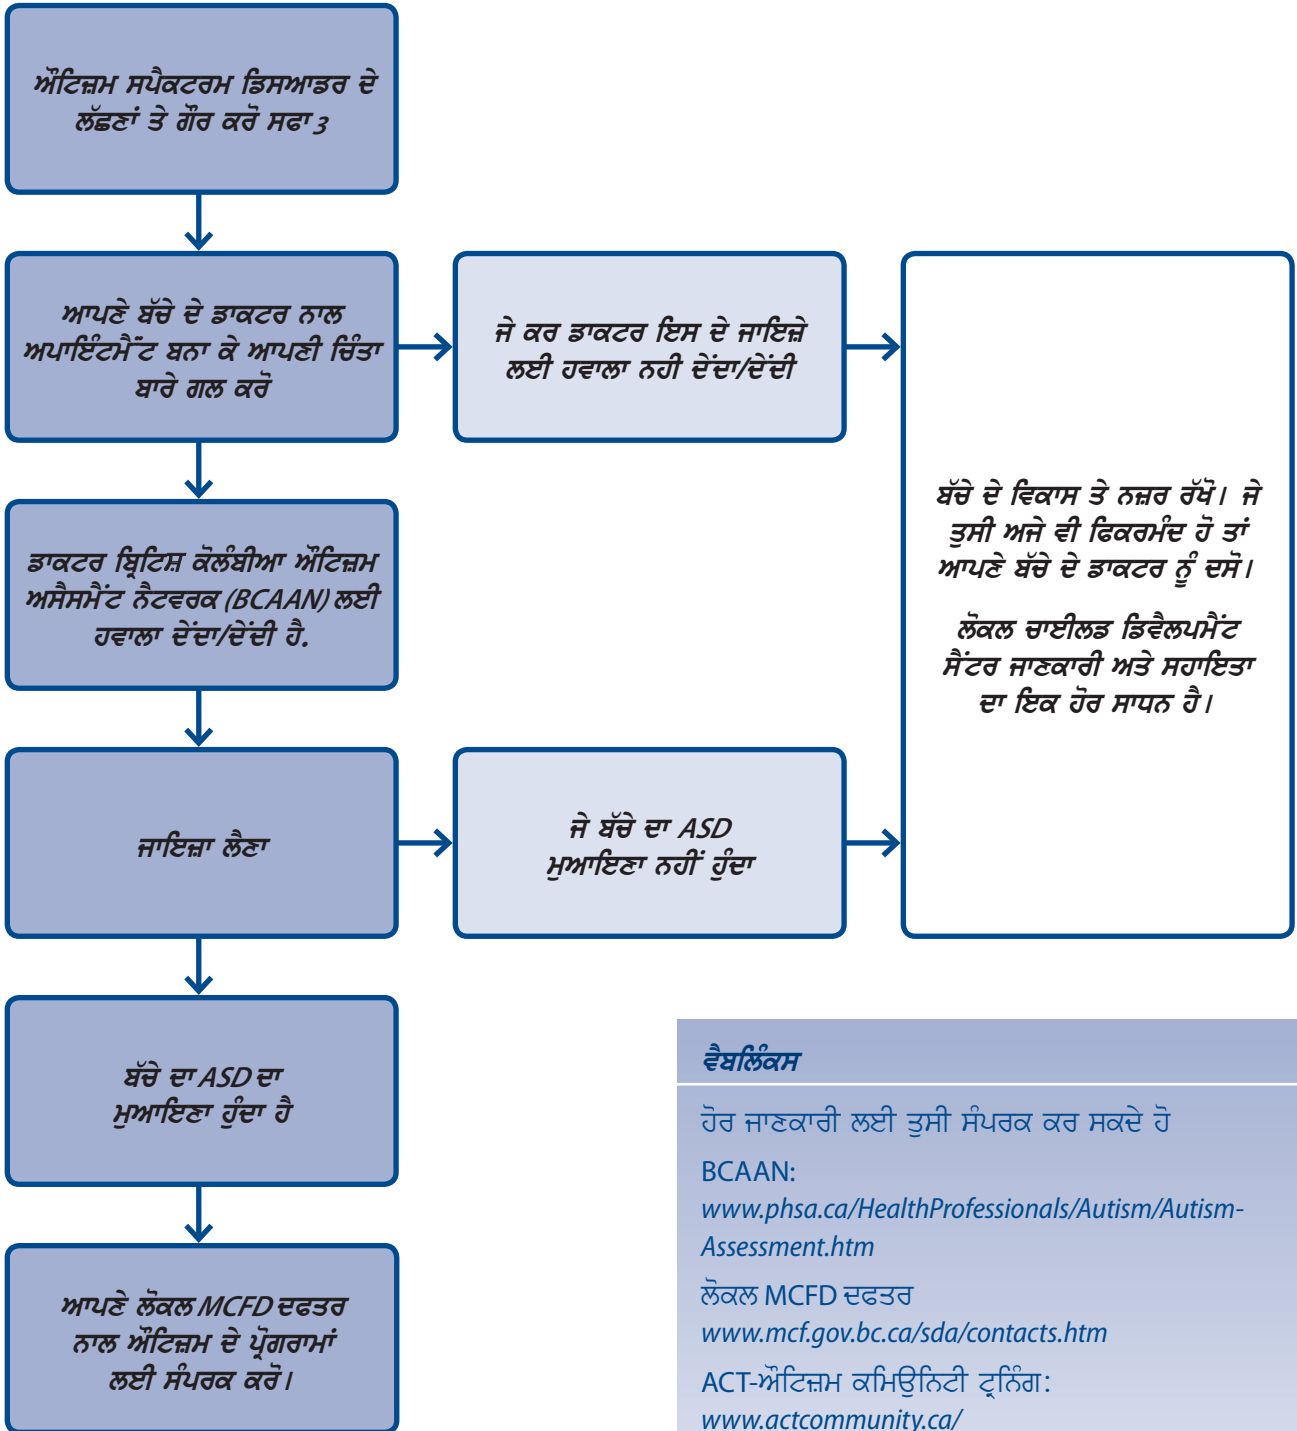 ਔਟਿਜ਼ਮ ਸਪੈਕਟਰਮ ਡਿਸਆਡਰ ਦੇ
ਲੱਛਣਾਂ ਤੇ ਗੌਰ ਕਰੋ ਸਫਾ 3
ਆਪਣੇ ਬੱਚੇ ਦੇ ਡਾਕਟਰ ਨਾਲ
ਅਪਾਇੰਟਮੈਂਟ ਬਨਾ ਕੇ ਆਪਣੀ ਚਿੰਤਾ
ਬਾਰੇ ਗਲ ਕਰੋ
ਜੇ ਕਰ ਡਾਕਟਰ ਇਸ ਦੇ ਜਾਇਜ਼ੇ
ਲਈ ਹਵਾਲਾ ਨਹੀ ਦੇਂਦਾ/ਦੇਂਦੀ
ਬੱਚੇ ਦੇ ਵਿਕਾਸ ਤੇ ਨਜ਼ਰ ਰੱਖੋ। ਜੇ
ਤੁਸੀ ਅਜੇ ਵੀ ਫਿਕਰਮੰਦ ਹੋ ਤਾਂ
ਆਪਣੇ ਬੱਚੇ ਦੇ ਡਾਕਟਰ ਨੂੰ ਦਸੋ।
ਲੋਕਲ ਚਾਈਲਡ ਡਿਵੈਲਪਮੈਂਟ
ਸੈਂਟਰ ਜਾਣਕਾਰੀ ਅਤੇ ਸਹਾਇਤਾ
ਦਾ ਇਕ ਹੋਰ ਸਾਧਨ ਹੈ।
ਡਾਕਟਰ ਬ੍ਰਿਟਿਸ਼ ਕੋਲੰਬੀਆ ਔਟਿਜ਼ਮ
ਅਸੈਸਮੈਂਟ ਨੈਟਵਰਕ (BCAAN) ਲਈ
ਹਵਾਲਾ ਦੇਂਦਾ/ਦੇਂਦੀ ਹੈ.
ਜਾਇਜ਼ਾ ਲੈਣਾ
ਜੇ ਬੱਚੇ ਦਾ ASD
ਮੁਆਇਣਾ ਨਹੀਂ ਹੁੰਦਾ
ਬੱਚੇ ਦਾ ASD ਦਾ
ਮੁਆਇਣਾ ਹੁੰਦਾ ਹੈ
ਆਪਣੇ ਲੋਕਲ MCFD ਦਫਤਰ
ਨਾਲ ਔਟਿਜ਼ਮ ਦੇ ਪ੍ਰੋਗਰਾਮਾਂ
ਲਈ ਸੰਪਰਕ ਕਰੋ।
ਵੈਬਲਿੰਕਸ
ਹੋਰ ਜਾਣਕਾਰੀ ਲਈ ਤੁਸੀ ਸੰਪਰਕ ਕਰ ਸਕਦੇ ਹੋ
BCAAN:
www.phsa.ca/HealthProfessionals/Autism/Autism-
Assessment.htm
ਲੋਕਲ MCFD ਦਫਤਰ
www.mcf.gov.bc.ca/sda/contacts.htm
ACT-ਔਟਿਜ਼ਮ ਕਮਿਊਨਿਟੀ ਟ੍ਰਨਿੰਗ:
www.actcommunity.ca/